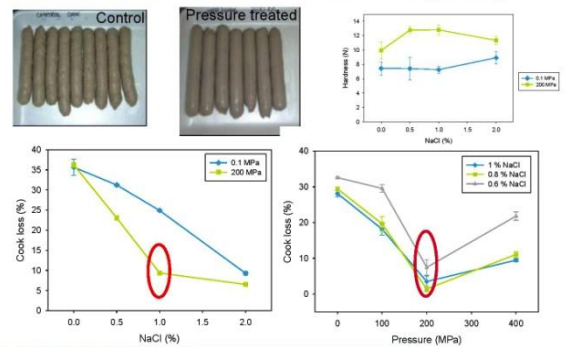 Control
Pressure treated
Hardness (N)
14
12
10
8
6
4
2
0
0.0 0.5 1.0 1.5 2.0
NaCl (%)
0.1 MPa
200 MPa
Cook loss (%)
40
35
30
25
20
15
10
5
0
0.0 0.5 1.0 1.5 2.0
NaCl (%)
0.1 MPa
200 MPa
Cook loss (%)
40
30
20
10
0
0 100 200 300 400
Pressure (MPa)
1 % NaCl
0.8 % NaCl
0.6 % NaCl